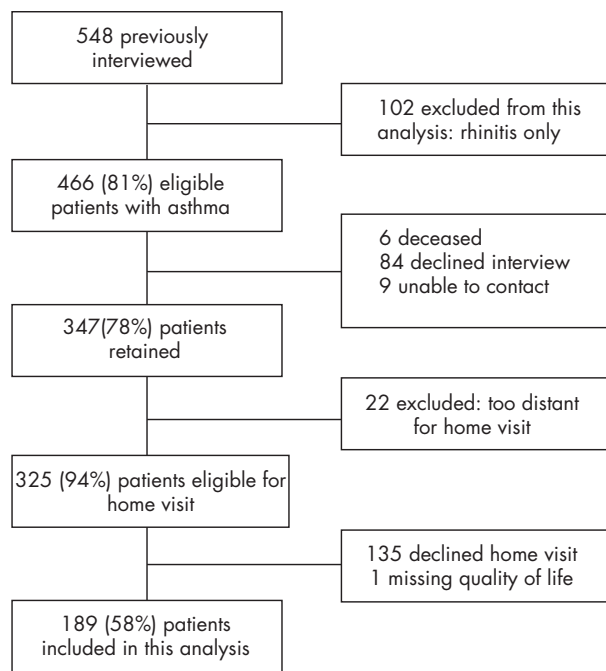 548 previously
interviewed
102 excluded from this
analysis: rhinitis only
466 (81%) eligible
patients with asthma
6 deceased
84 declined interview
9 unable to contact
347(78%) patients
retained
22 excluded: too distant
for home visit
325 (94%) patients eligible for
home visit
135 declined home visit
1 missing quality of life
189 (58%) patients
included in this analysis